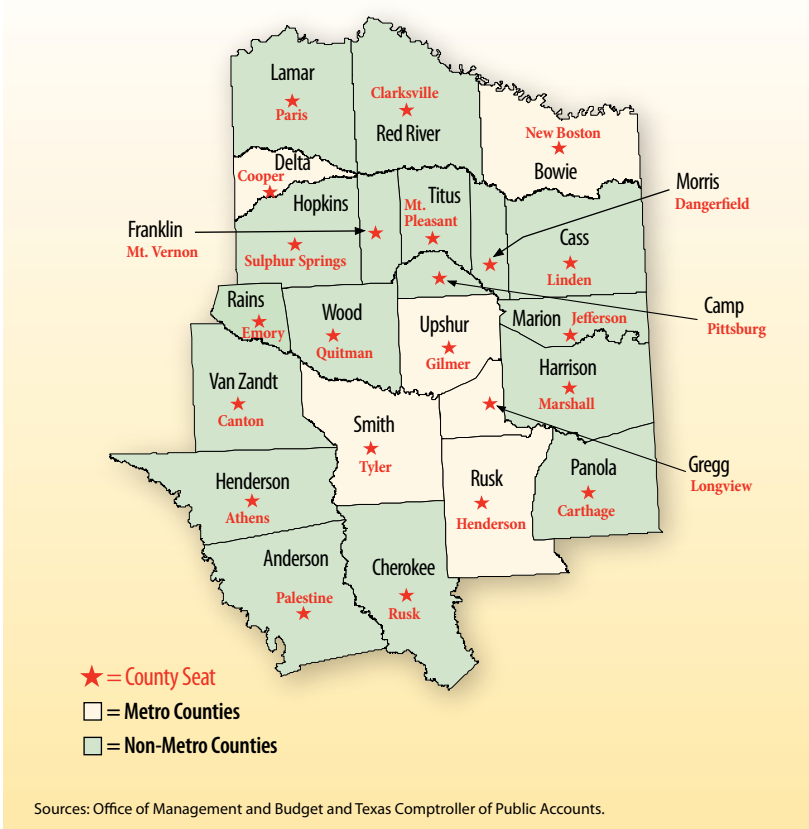 Lamar
Paris
Clarksville
Red River
New Boston
Bowie
Delta
Cooper
Hopkins
Sulphur Springs
Franklin
Mt. Vernon
Titus
Mt.
Pleasant
Morris
Dangerfield
Cass
Linden
Camp
Pittsburg
Rains
Emory
Wood
Quitman
Upshur
Gilmer
Marion
Jefferson
Harrison
Marshall
Van Zandt
Canton
Smith
Tyler
Gregg
Longview
Rusk
Henderson
Panola
Carthage
Henderson
Athens
Anderson
Palestine
Cherokee
Rusk
= County Seat
= Metro Counties
= Non-Metro Counties
Sources: Office of Management and Budget and Texas Comptroller of Public Accounts.